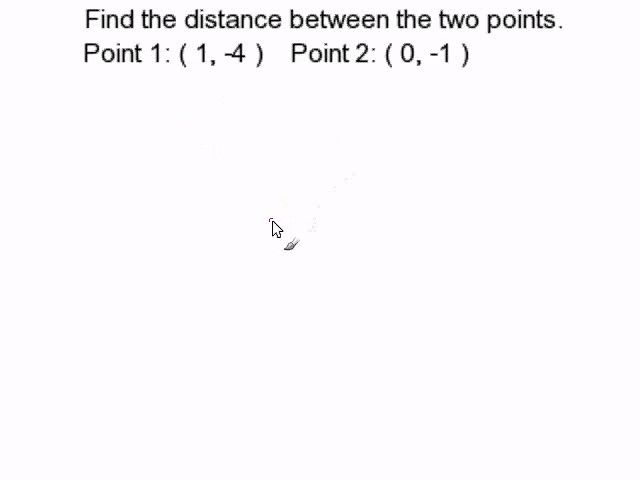 Find the distance between the two points.
Point 1: ( 1, -4 ) Point 2: ( 0, -1 )